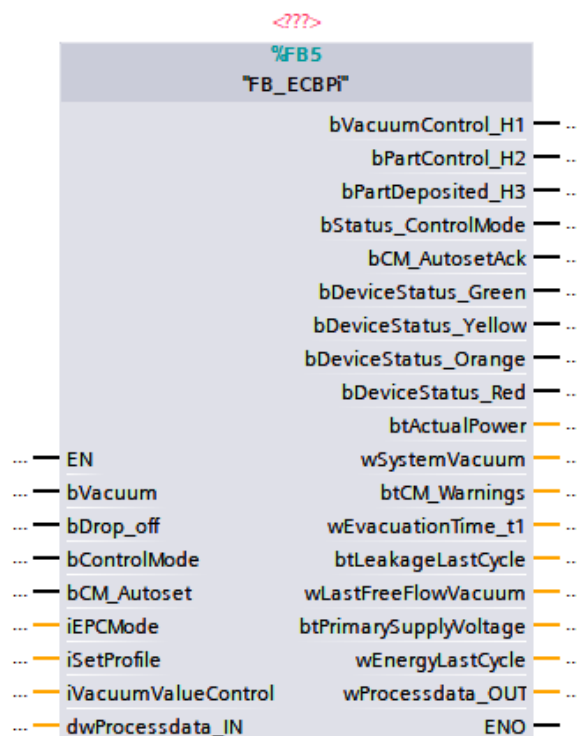 <???>
%FB5
"FB_ECBPi"
bVacuumControl_H1 ...
bPartControl_H2 ...
bPartDeposited_H3 ...
bStatus_ControlMode ...
bCM_AutosetAck ...
bDeviceStatus_Green ...
bDeviceStatus_Yellow ...
bDeviceStatus_Orange ...
bDeviceStatus_Red ...
btActualPower ...
... EN wSystemVacuum ...
... bVacuum btCM_Warnings ...
... bDrop_off wEvacuationTime_t1 ...
... bControlMode btLeakageLastCycle ...
... bCM_Autoset wLastFreeFlowVacuum ...
... iEPCMode btPrimarySupplyVoltage ...
... iSetProfile wEnergyLastCycle ...
... iVacuumValueControl wProcessdata_OUT ...
... dwProcessdata_IN ENO